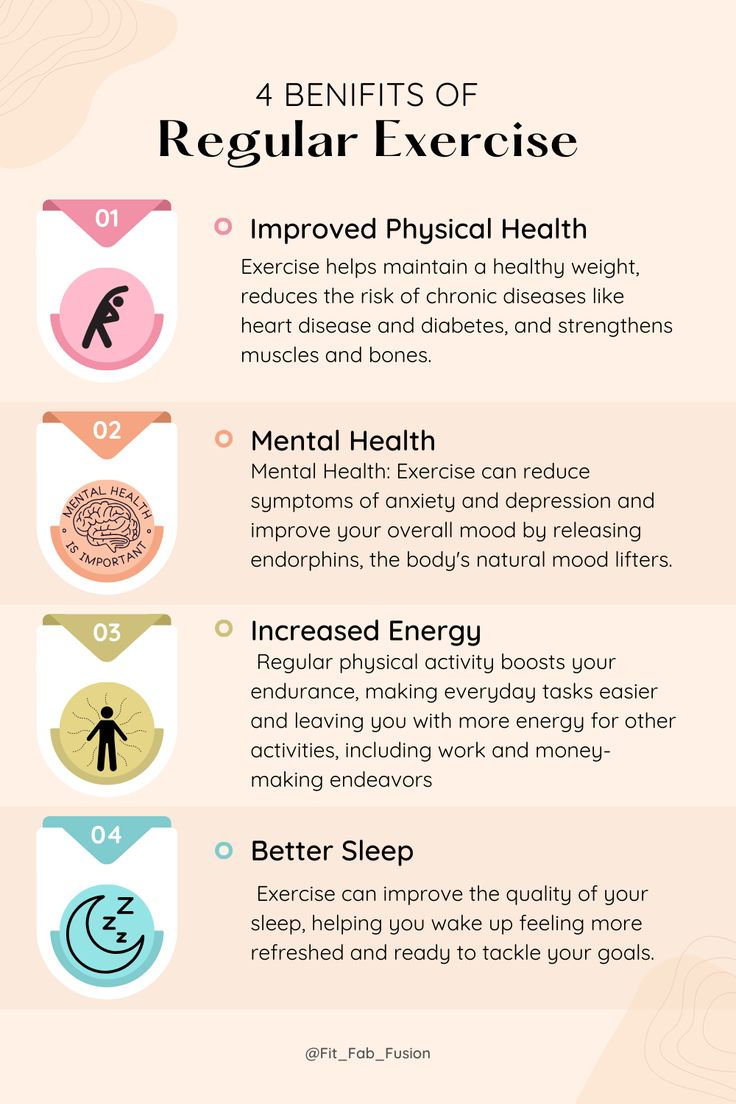 4 BENIFITS OF
Regular Exercise
01
Improved Physical Health
Exercise helps maintain a healthy weight,
reduces the risk of chronic diseases like
heart disease and diabetes, and strengthens
muscles and bones.
02
MENTAL HEALTH
IS IMPORTANT
Mental Health
Mental Health: Exercise can reduce
symptoms of anxiety and depression and
improve your overall mood by releasing
endorphins, the body's natural mood lifters.
03
Increased Energy
Regular physical activity boosts your
endurance, making everyday tasks easier
and leaving you with more energy for other
activities, including work and money-
making endeavors
04
Z
Z
Z
Better Sleep
Exercise can improve the quality of your
sleep, helping you wake up feeling more
refreshed and ready to tackle your goals.
@Fit_Fab_Fusion